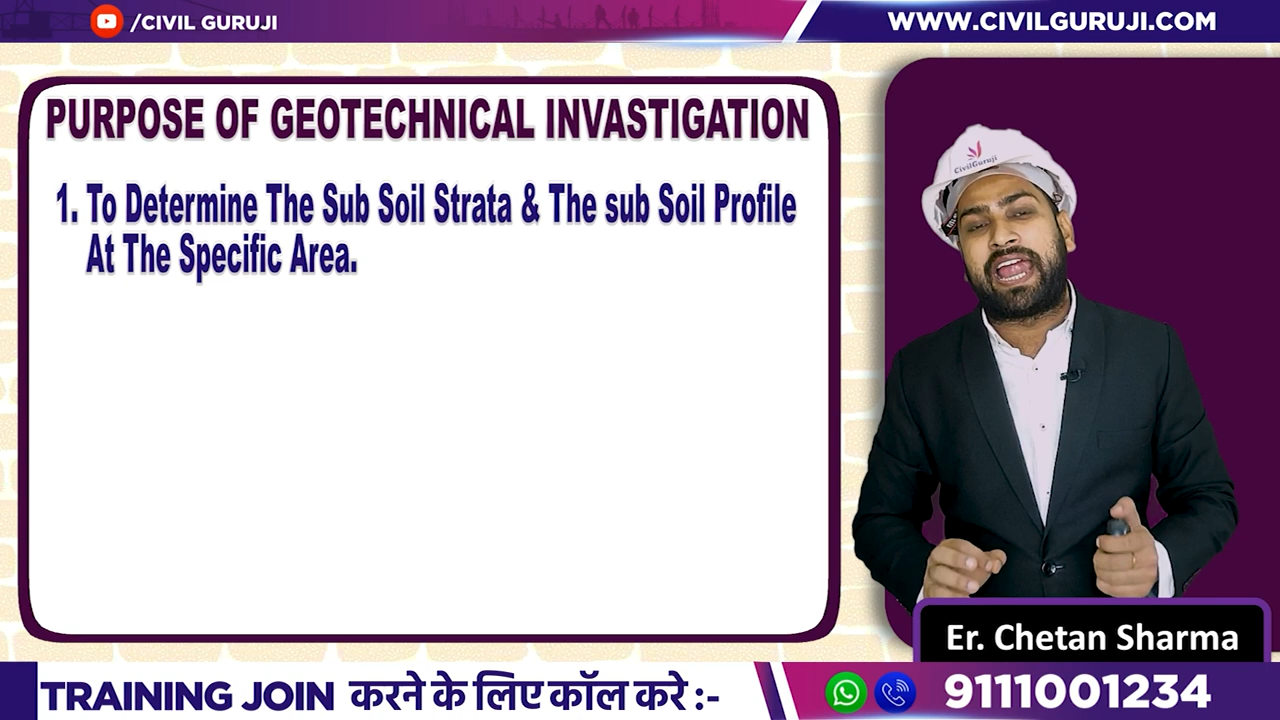 /CIVIL GURUJI
WWW.CIVILGURUJI.COM
PURPOSE OF GEOTECHNICAL INVASTIGATION
1. To Determine The Sub Soil Strata & The sub Soil Profile
At The Specific Area.
CivilGuruji
Er. Chetan Sharma
TRAINING JOIN करने के लिए कॉल करे :-
9111001234